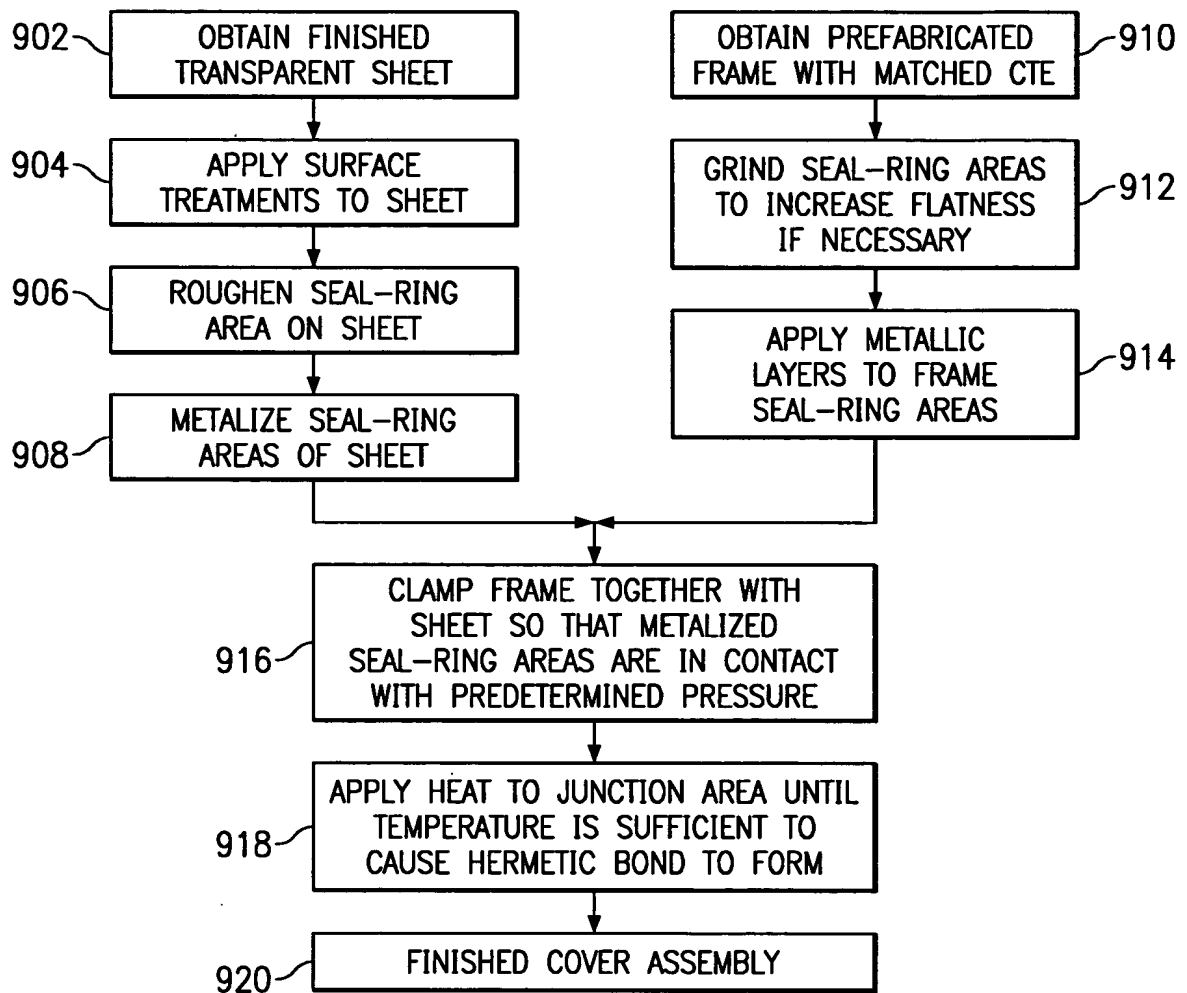 902
OBTAIN FINISHED
TRANSPARENT SHEET
904
APPLY SURFACE
TREATMENTS TO SHEET
906
ROUGHEN SEAL-RING
AREA ON SHEET
908
METALIZE SEAL-RING
AREAS OF SHEET
OBTAIN PREFABRICATED
FRAME WITH MATCHED CTE
910
GRIND SEAL-RING AREAS
TO INCREASE FLATNESS
IF NECESSARY
912
APPLY METALLIC
LAYERS TO FRAME
SEAL-RING AREAS
914
916
CLAMP FRAME TOGETHER WITH
SHEET SO THAT METALIZED
SEAL-RING AREAS ARE IN CONTACT
WITH PREDETERMINED PRESSURE
918
APPLY HEAT TO JUNCTION AREA UNTIL
TEMPERATURE IS SUFFICIENT TO
CAUSE HERMETIC BOND TO FORM
920
FINISHED COVER ASSEMBLY